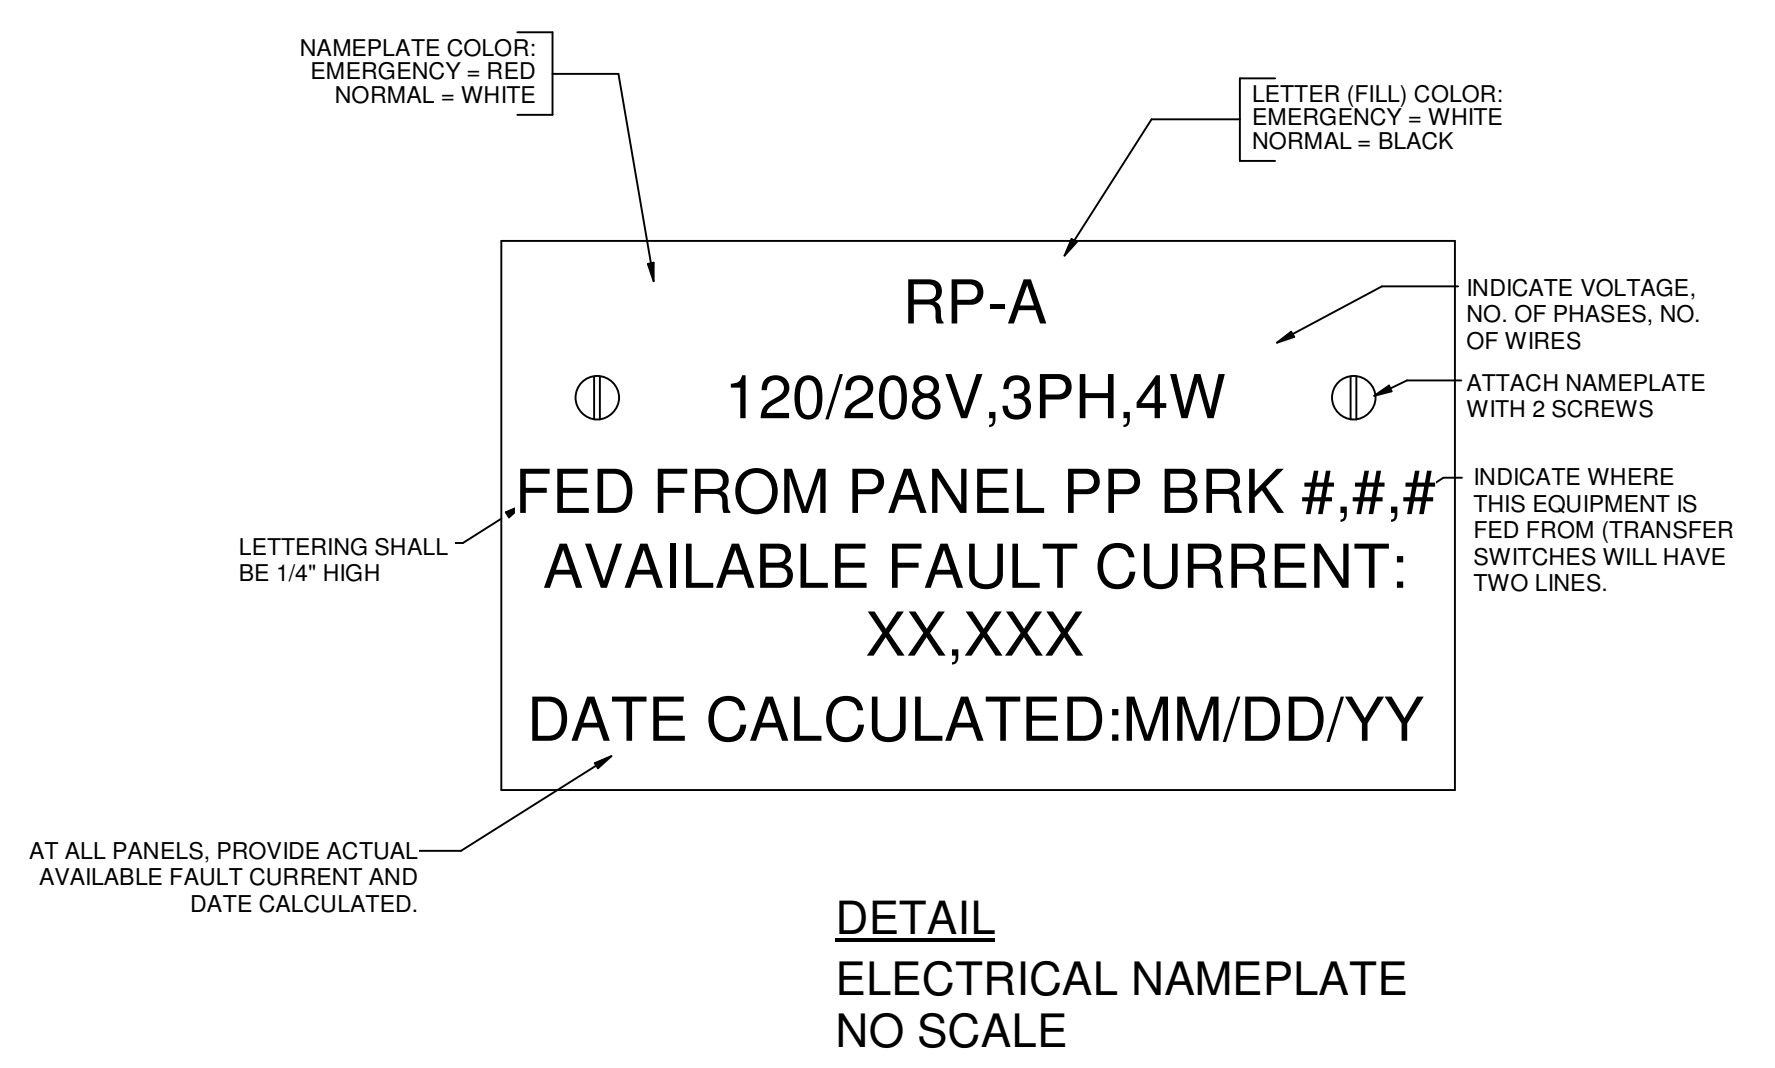 NAMEPLATE COLOR:
EMERGENCY = RED
NORMAL = WHITE
LETTER (FILL) COLOR:
EMERGENCY = WHITE
NORMAL = BLACK
RP-A
120/208V,3PH,4W
FED FROM PANEL PP BRK #,#,#
AVAILABLE FAULT CURRENT:
XX,XXX
DATE CALCULATED:MM/DD/YY
INDICATE VOLTAGE,
NO. OF PHASES, NO.
OF WIRES
ATTACH NAMEPLATE
WITH 2 SCREWS
INDICATE WHERE
THIS EQUIPMENT IS
FED FROM (TRANSFER
SWITCHES WILL HAVE
TWO LINES.
LETTERING SHALL
BE 1/4" HIGH
AT ALL PANELS, PROVIDE ACTUAL
AVAILABLE FAULT CURRENT AND
DATE CALCULATED.
DETAIL
ELECTRICAL NAMEPLATE
NO SCALE